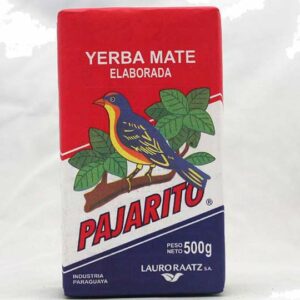 YERBA MATE
ELABORADA
PAJARITO®
PESO
NETO 500g
INDUSTRIA
PARAGUAYA
LAURO RAATZ S.A.